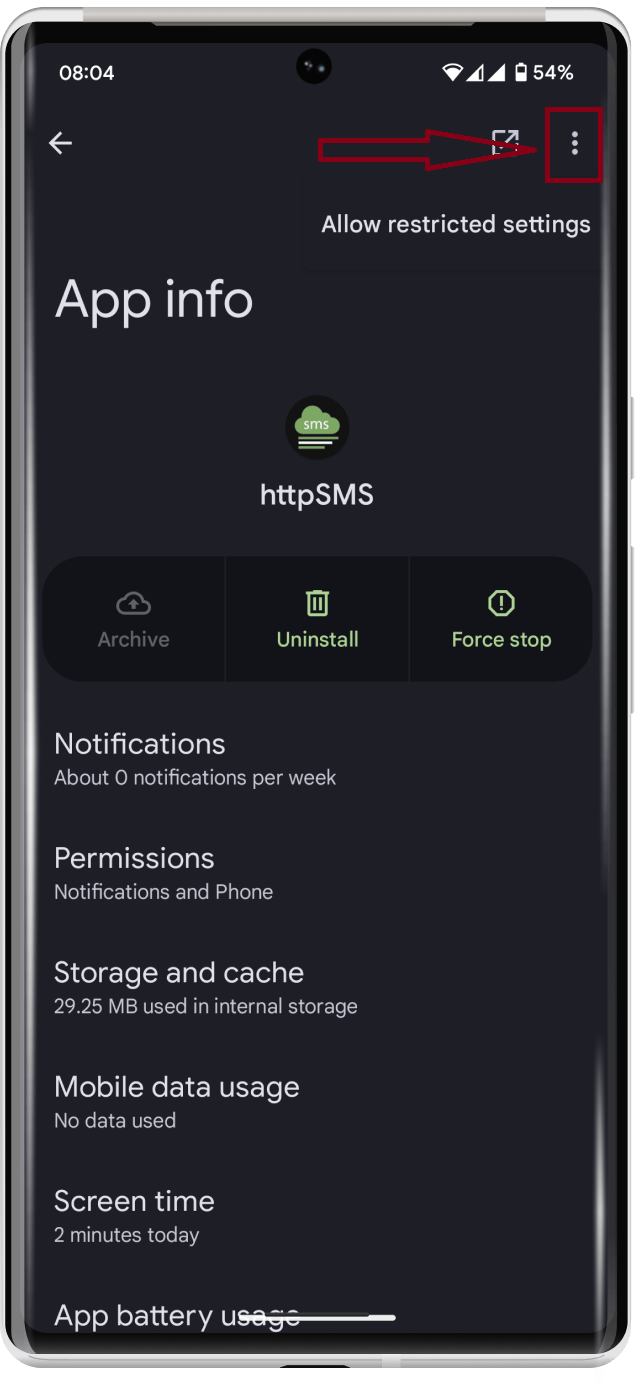 08:04
54%
Allow restricted settings
App info
sms
httpSMS
Archive
Uninstall
Force stop
Notifications
About 0 notifications per week
Permissions
Notifications and Phone
Storage and cache
29.25 MB used in internal storage
Mobile data usage
No data used
Screen time
2 minutes today
App battery usage